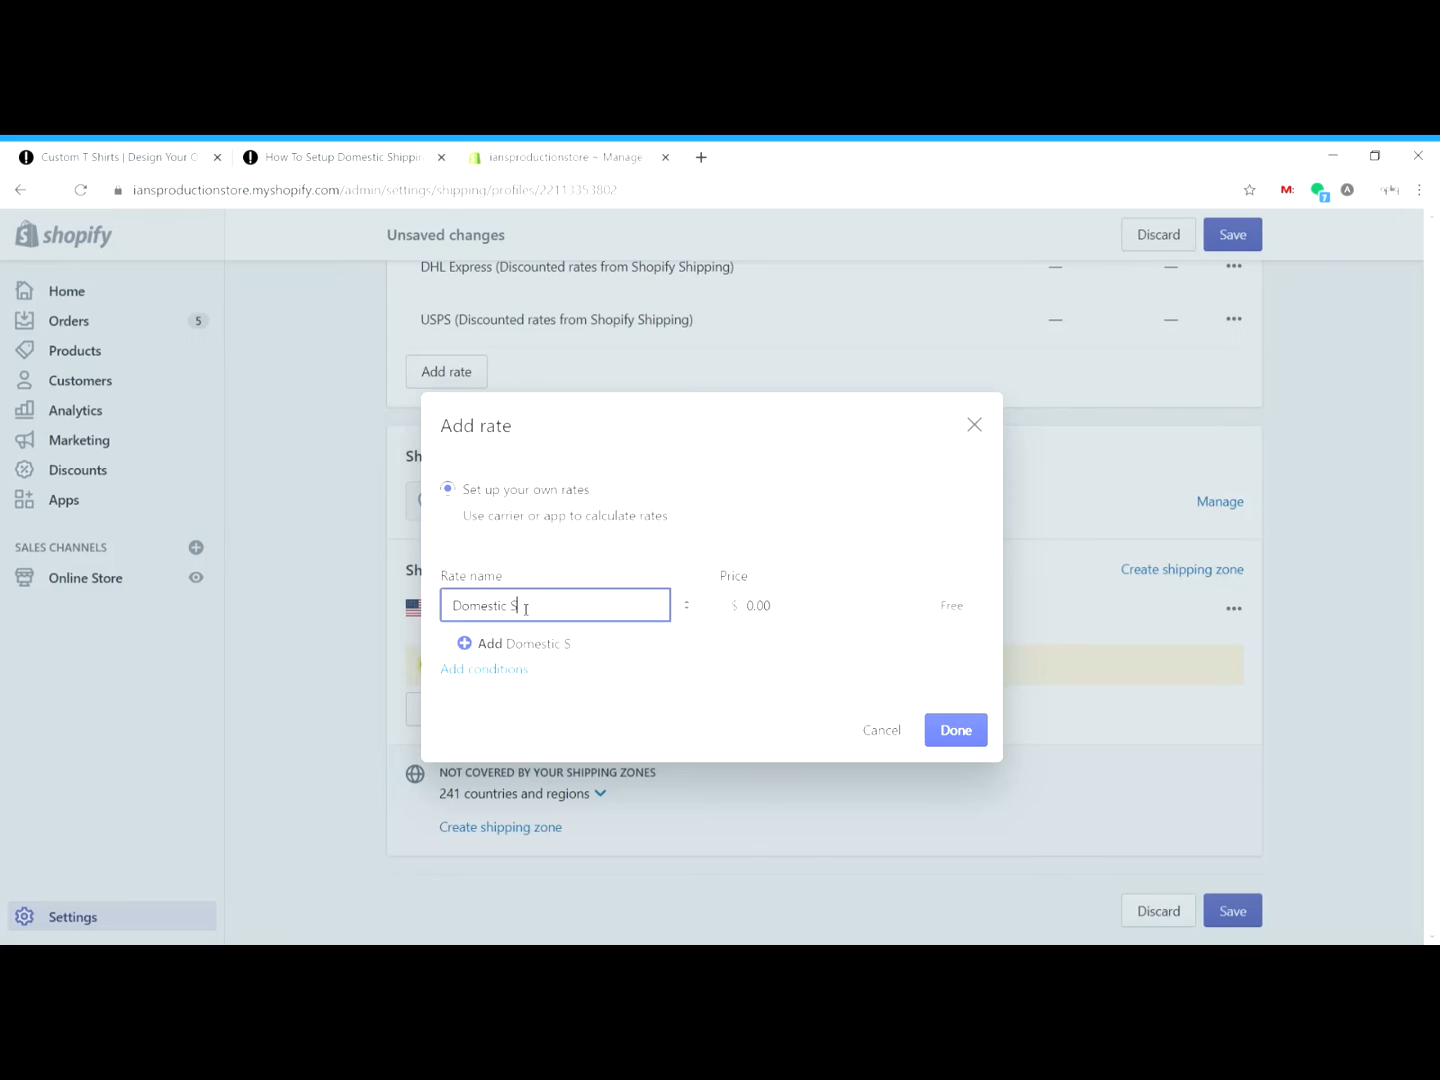 Custom T Shirts | Design Your C
How To Setup Domestic Shippin
iansproductionstore ~ Manage
iansproductionstore.myshopify.com/admin/settings/shipping/profiles/22113353802
M:
7
A
shopify
Unsaved changes
Discard
Save
Home
Orders
5
Products
Customers
Analytics
Marketing
Discounts
Apps
SALES CHANNELS
Online Store
Settings
DHL Express (Discounted rates from Shopify Shipping)
— —
USPS (Discounted rates from Shopify Shipping)
— —
Add rate
Sh
Manage
Sh
Create shipping zone
Add rate
Set up your own rates
Use carrier or app to calculate rates
Rate name
Price
Domestic S
$ 0.00
Free
Add Domestic S
Add conditions
Cancel
Done
NOT COVERED BY YOUR SHIPPING ZONES
241 countries and regions
Create shipping zone
Discard
Save